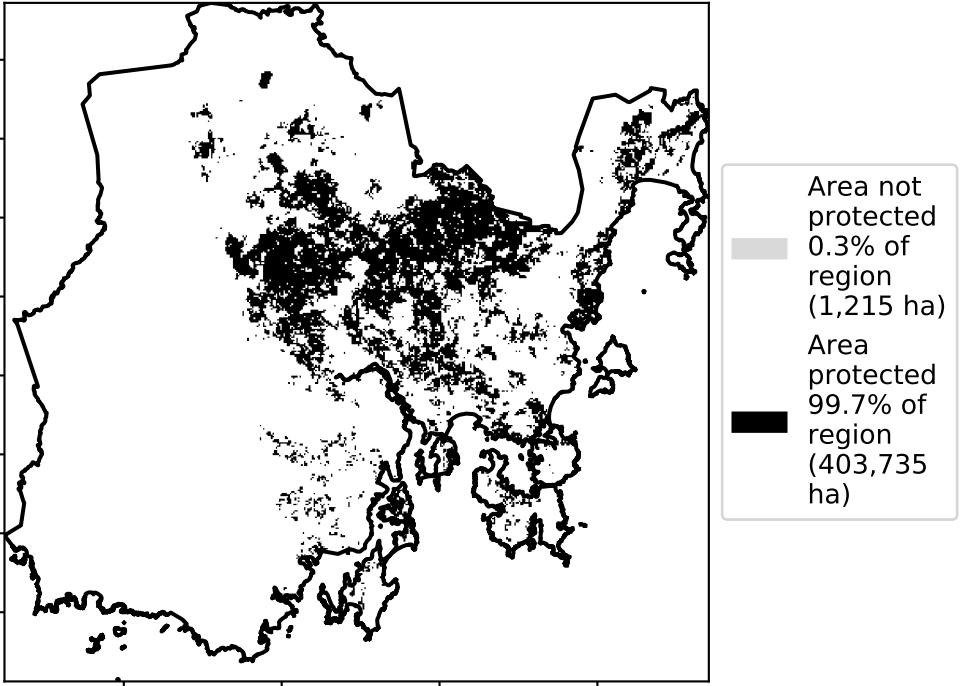 Area not
protected
0.3% of
region
(1,215 ha)
Area
protected
99.7% of
region
(403,735
ha)